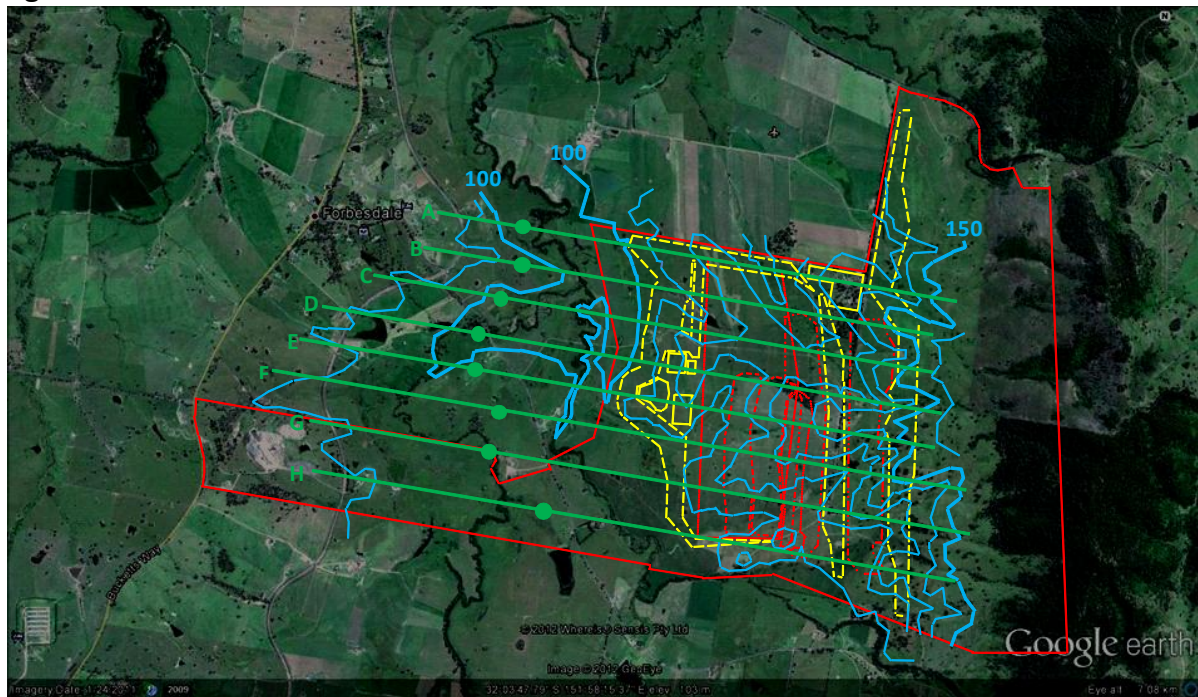 N
100
100
150
A
B
C
D
E
F
G
H
Forbesdale
Bucketts Way
© 2012 Whereis® Sensis Pty Ltd
Image © 2012 GeoEye
Google earth
Imagery Date: 1/24/2011
2009
32:03:47.79" S 151:58:15.37" E elev 103 m
Eye alt 7.08 km